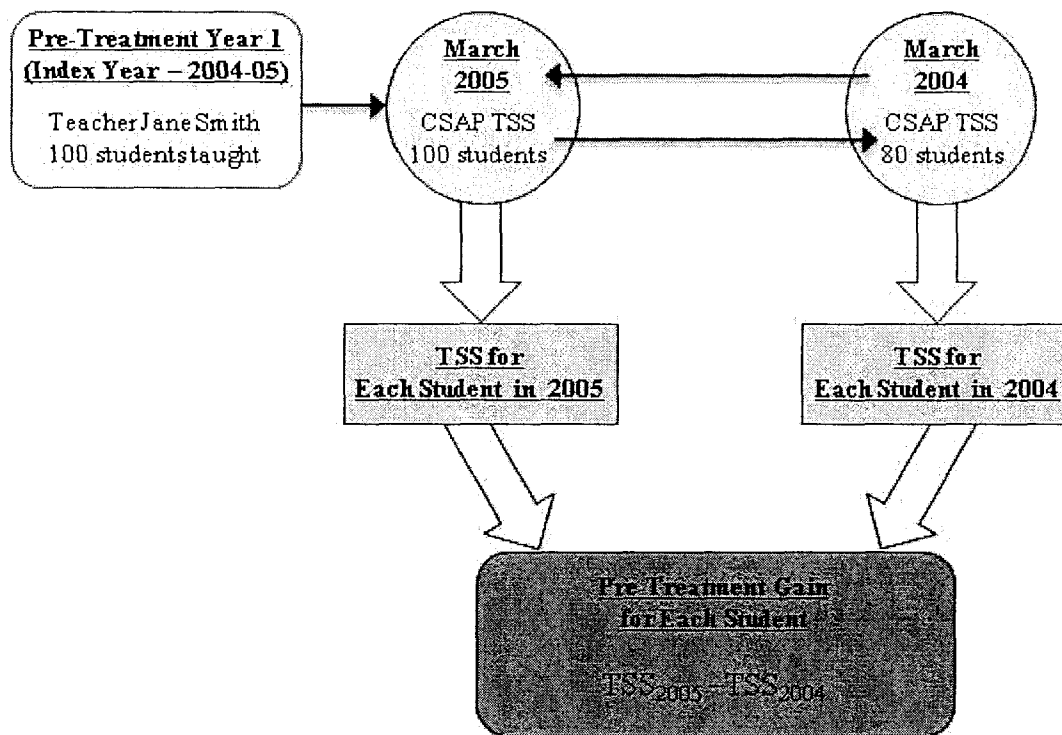 Pre-Treatment Year 1
(Index Year – 2004-05)
Teacher Jane Smith
100 students taught
March
2005
CSAP TSS
100 students
March
2004
CSAP TSS
80 students
TSS for
Each Student in 2005
TSS for
Each Student in 2004
Pre Treatment Gain
for Each Student
TSS2005 –TSS2004